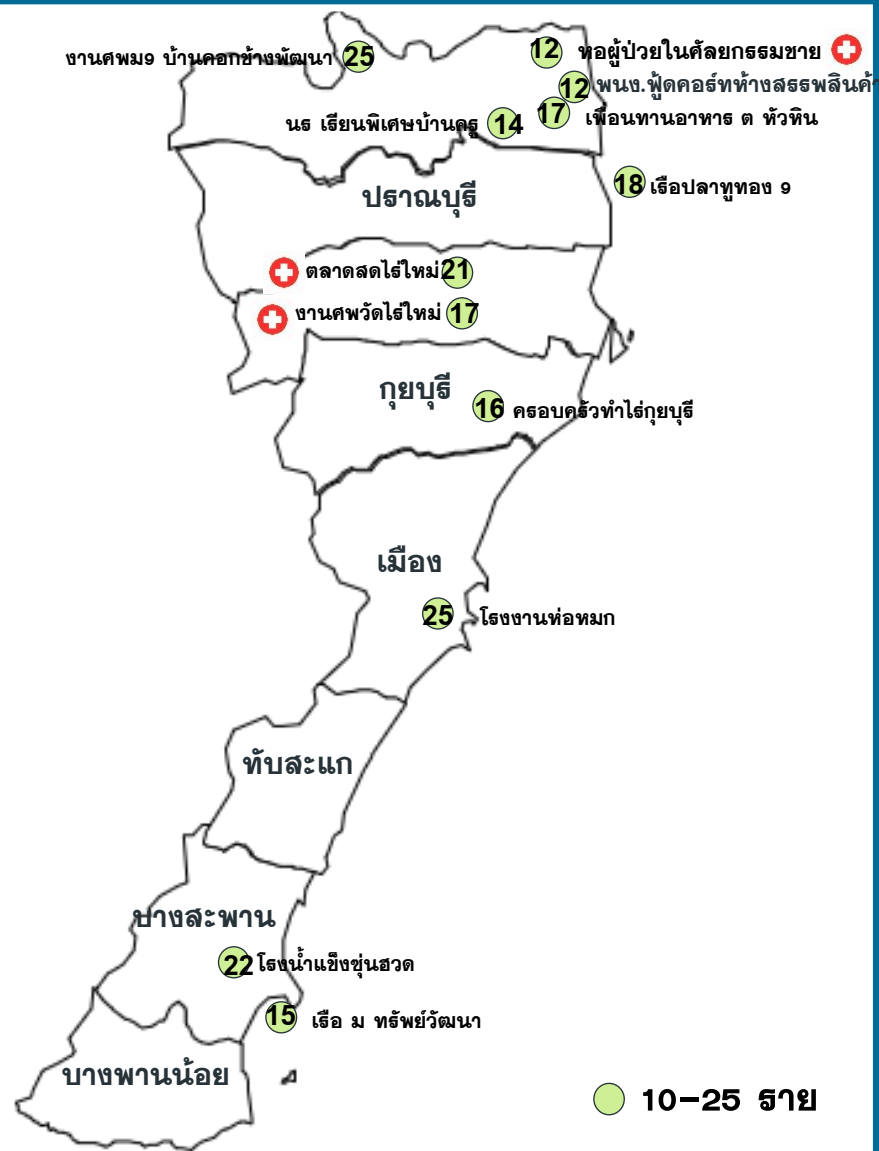 งานศพม9 บ้านคอกช้างพัฒนา 25
12 หอผู้ป่วยในศัลยกรรมชาย
12 พนง.ฟู้ดคอร์ทห้างสรรพสินค้า
17 เพื่อนทานอาหาร ต หัวหิน
นร เรียนพิเศษบ้านครู 14
18 เรือปลาทูทอง 9
ปราณบุรี
ตลาดสดไร่ใหม่ 21
งานศพวัดไร่ใหม่ 17
กุยบุรี
16 ครอบครัวทำไร่กุยบุรี
เมือง
25 โรงงานห่อหมก
ทับสะแก
บางสะพาน
22 โรงน้ำแข็งชุ่นฮวด
15 เรือ ม ทรัพย์วัฒนา
บางพานน้อย
10-25 ราย